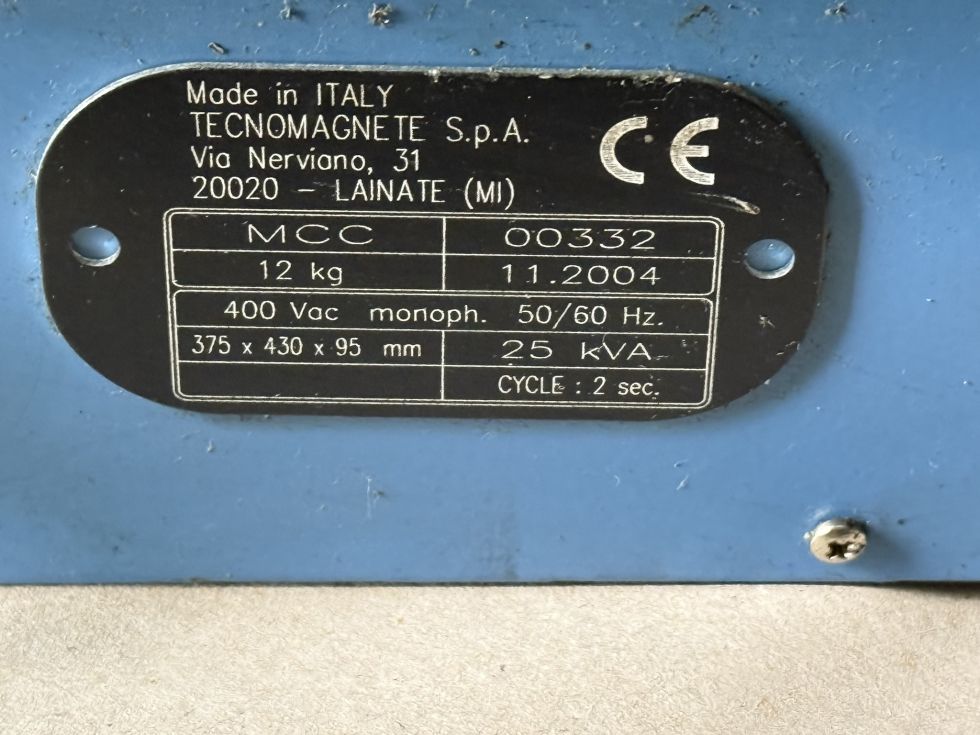 Made in ITALY
TECNOMAGNETE S.p.A.
Via Nerviano, 31
20020 - LAINATE (MI)
CE
MCC 00332
12 kg 11.2004
400 Vac monoph. 50/60 Hz.
375 x 430 x 95 mm 25 kVA
CYCLE : 2 sec.